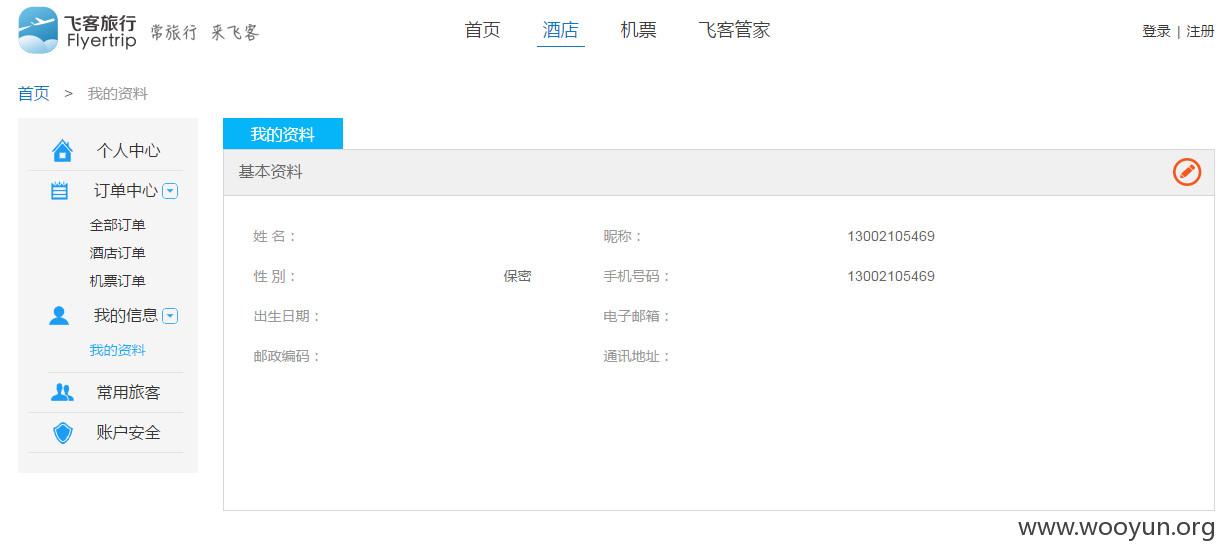 飞客旅行
Flyertrip
常旅行 来飞客
首页 酒店 机票 飞客管家
登录 | 注册
首页 > 我的资料
个人中心
订单中心
全部订单
酒店订单
机票订单
我的信息
我的资料
常用旅客
账户安全
我的资料
基本资料
姓 名： 昵称： 13002105469
性 别： 保密 手机号码： 13002105469
出生日期： 电子邮箱：
邮政编码： 通讯地址：
www.wooyun.org